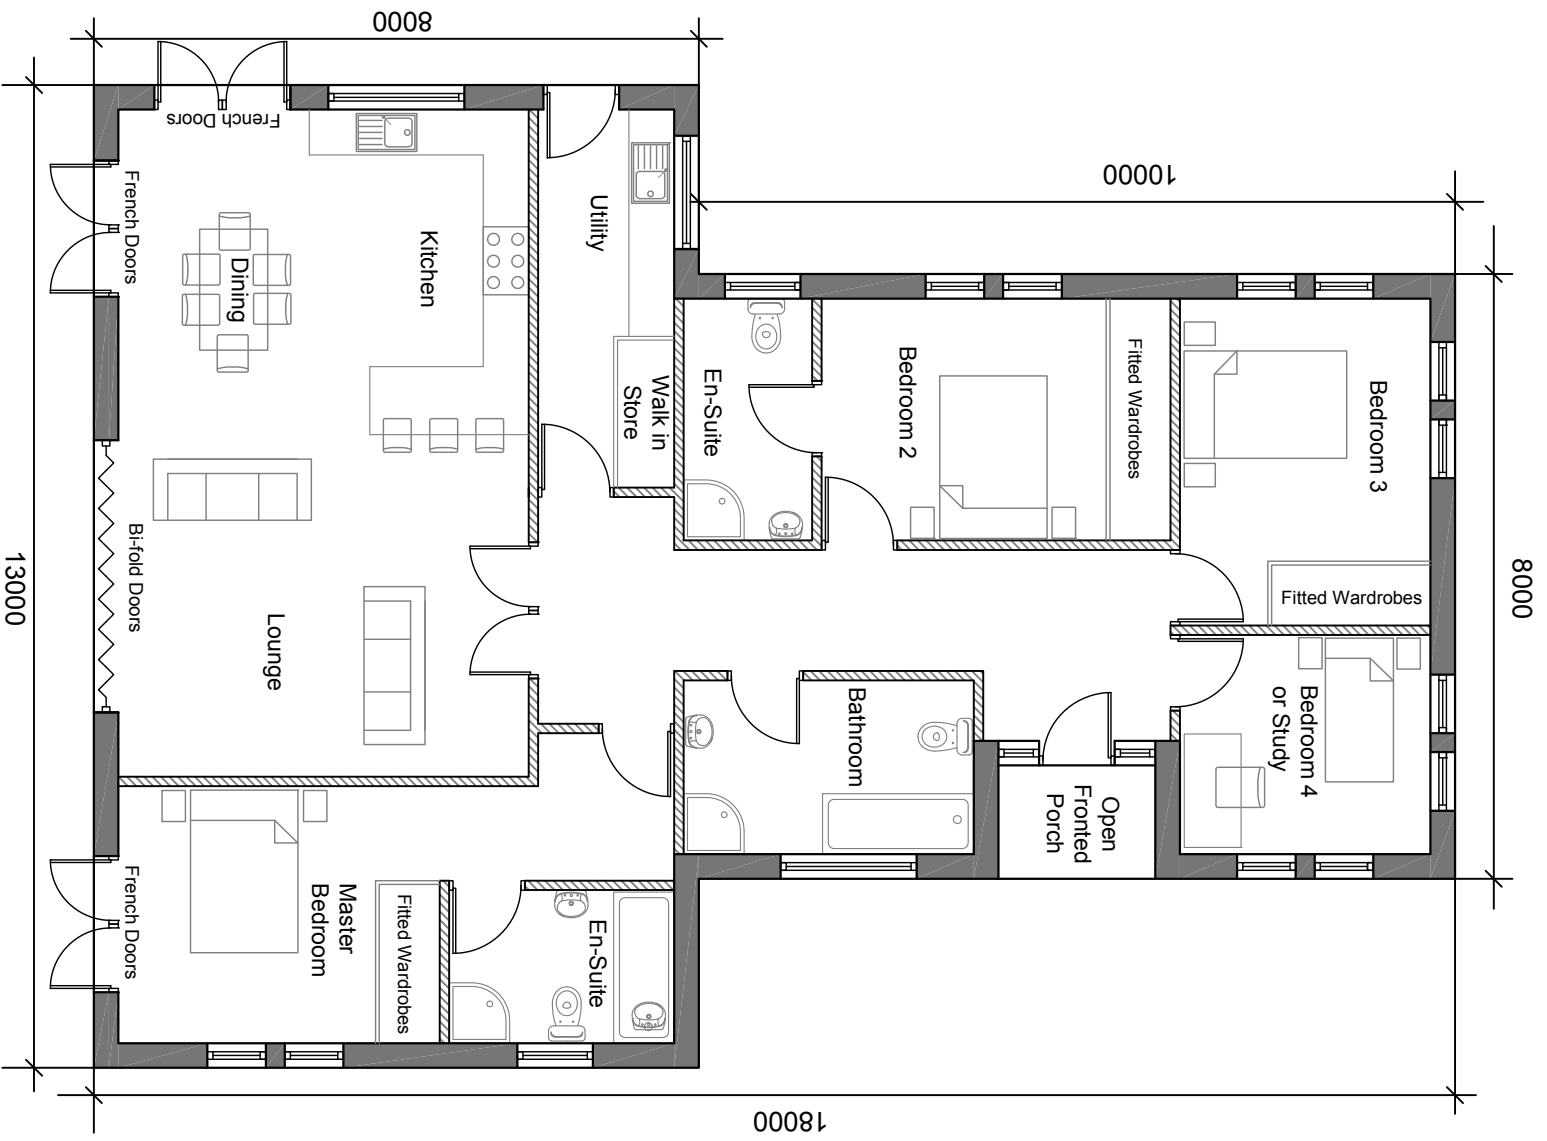 8000
10000
8000
13000
18000
French Doors
French Doors
Utility
Kitchen
Dining
Walk in
Store
En-Suite
Bedroom 2
Fitted Wardrobes
Bedroom 3
Fitted Wardrobes
Bi-fold Doors
Lounge
Bathroom
Open
Fronted
Porch
Bedroom 4
or Study
French Doors
Master
Bedroom
Fitted Wardrobes
En-Suite